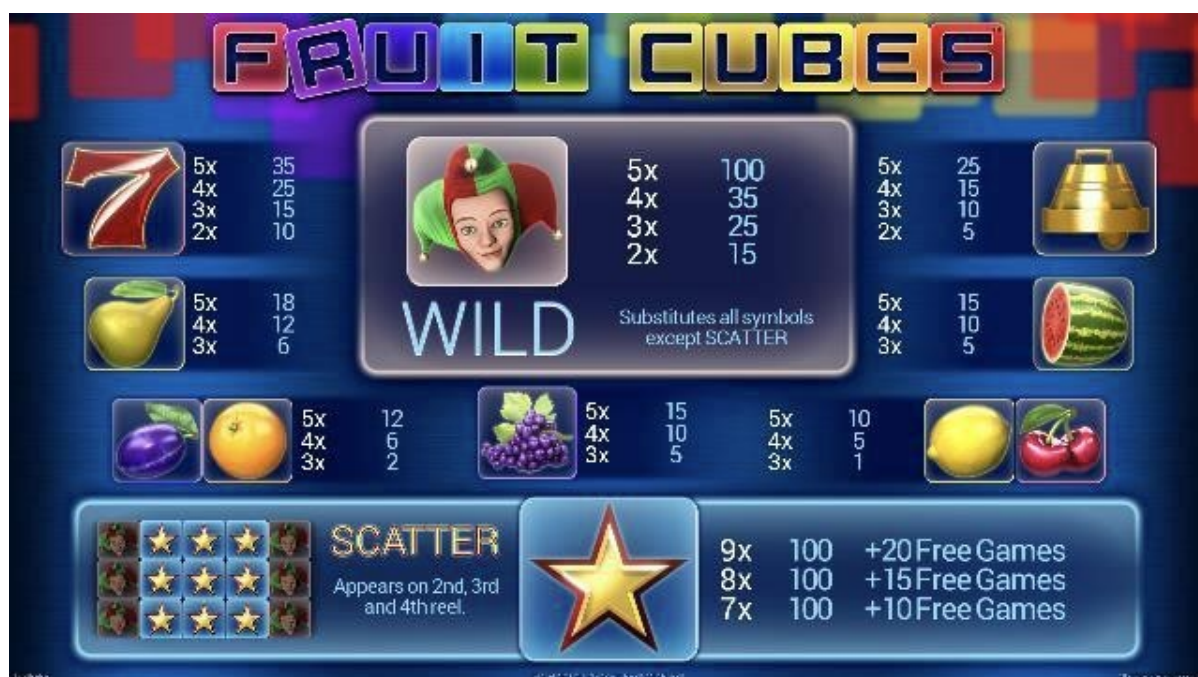 FRUIT CUBES
5x 35
4x 25
3x 15
2x 10
5x 100
4x 35
3x 25
2x 15
WILD
Substitutes all symbols
except SCATTER
5x 25
4x 15
3x 10
2x 5
5x 18
4x 12
3x 6
5x 15
4x 10
3x 5
5x 12
4x 6
3x 2
5x 15
4x 10
3x 5
5x 10
4x 5
3x 1
SCATTER
Appears on 2nd, 3rd
and 4th reel.
9x 100 +20 Free Games
8x 100 +15 Free Games
7x 100 +10 Free Games